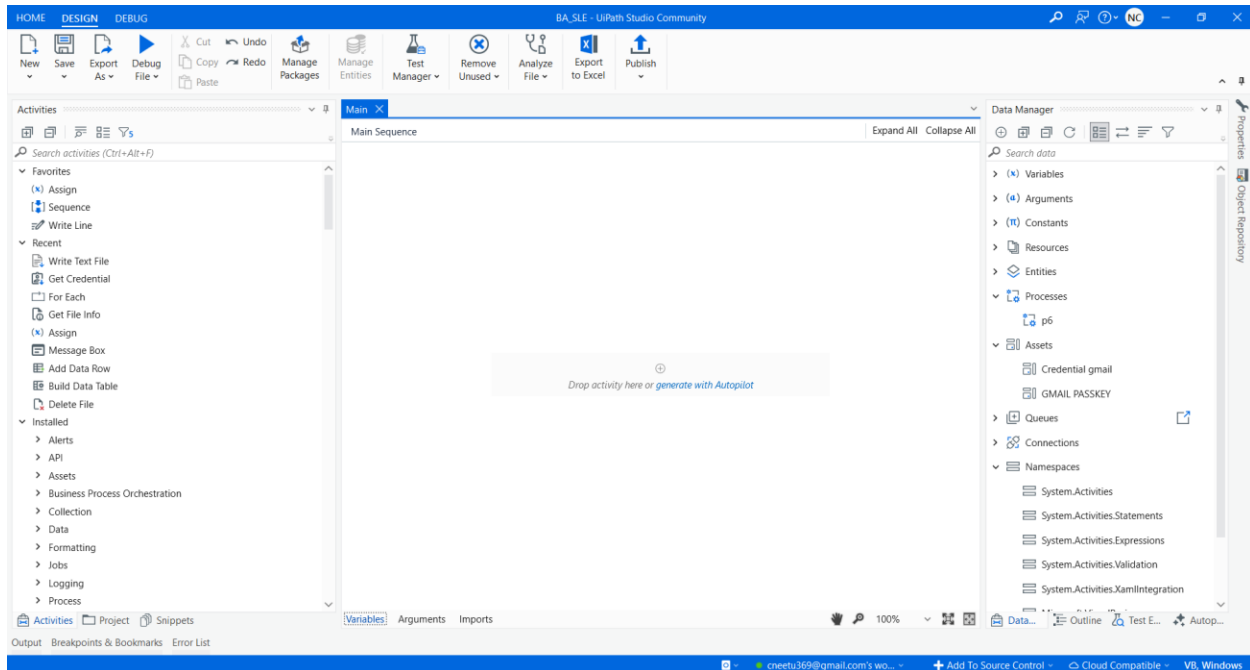 HOME DESIGN DEBUG
BA_SLE - UiPath Studio Community
NC
New
Save
Export As
Debug File
Cut
Copy
Paste
Undo
Redo
Manage Packages
Manage Entities
Test Manager
Remove Unused
Analyze File
Export to Excel
Publish
Activities
5
Search activities (Ctrl+Alt+F)
Favorites
(x) Assign
Sequence
Write Line
Recent
Write Text File
Get Credential
For Each
Get File Info
(x) Assign
Message Box
Add Data Row
Build Data Table
Delete File
Installed
Alerts
API
Assets
Business Process Orchestration
Collection
Data
Formatting
Jobs
Logging
Process
Activities Project Snippets
Output Breakpoints & Bookmarks Error List
Main
Main Sequence
Expand All Collapse All
Drop activity here or generate with Autopilot
Variables Arguments Imports
100%
Data Manager
Search data
(x) Variables
(a) Arguments
(π) Constants
Resources
Entities
Processes
p6
Assets
Credential gmail
GMAIL PASSKEY
Queues
Connections
Namespaces
System.Activities
System.Activities.Statements
System.Activities.Expressions
System.Activities.Validation
System.Activities.XamlIntegration
Data... Outline Test E... Autop...
Properties
Object Repository
cneetu369@gmail.com's wo...
Add To Source Control
Cloud Compatible
VB, Windows